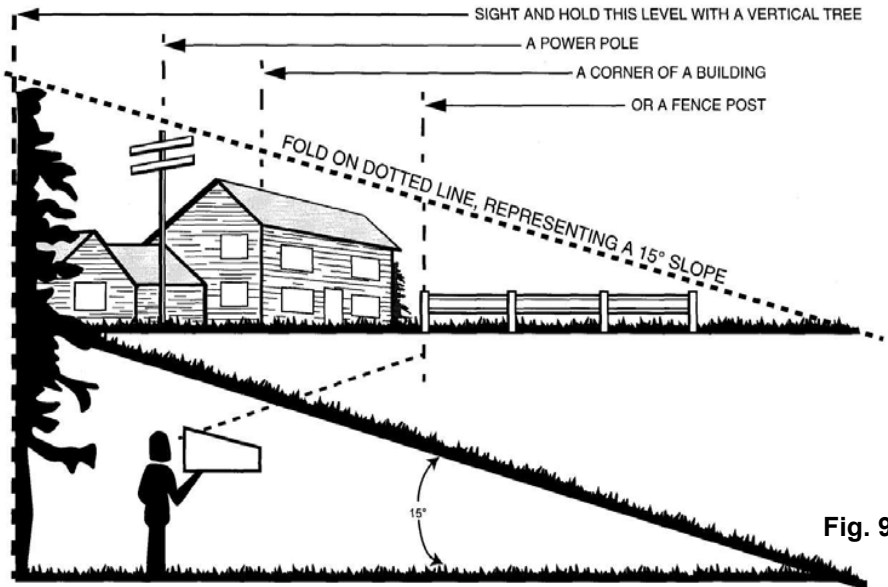 SIGHT AND HOLD THIS LEVEL WITH A VERTICAL TREE
A POWER POLE
A CORNER OF A BUILDING
OR A FENCE POST
FOLD ON DOTTED LINE, REPRESENTING A 15° SLOPE
15°
Fig. 9